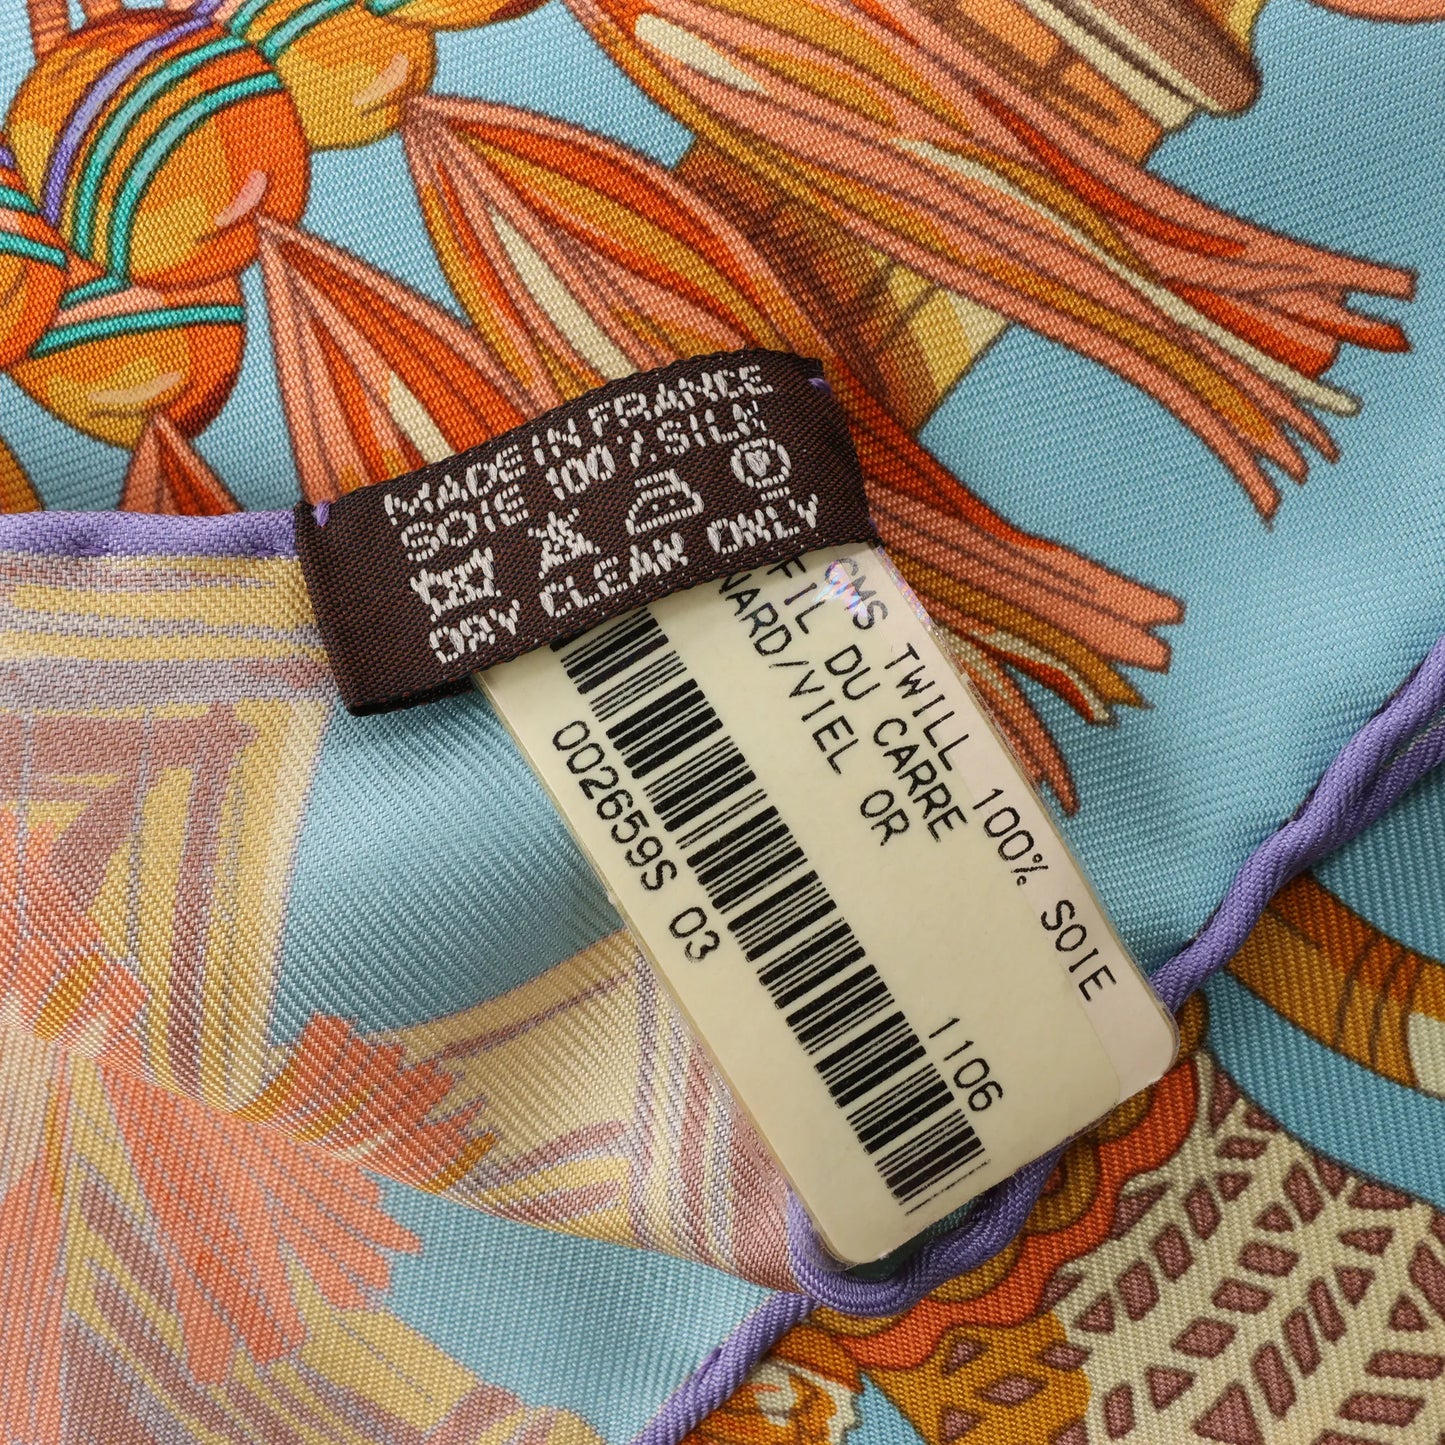 MADE IN FRANCE
SOIE 100% SILK
DRY CLEAN ONLY
CMS TWILL 100% SOIE
FIL DU CARRE
NARD/VIEL OR
002659S 03
1106